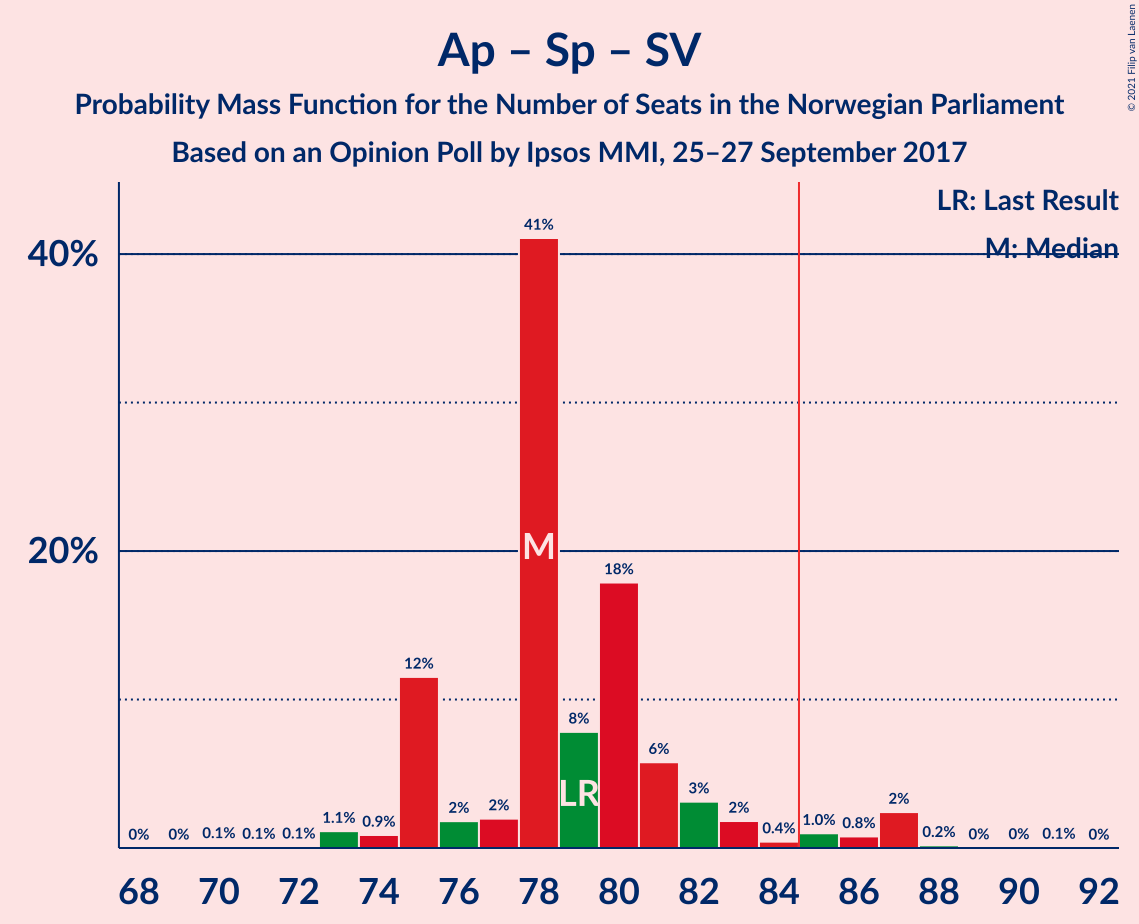 Ap – Sp – SV
Probability Mass Function for the Number of Seats in the Norwegian Parliament
Based on an Opinion Poll by Ipsos MMI, 25–27 September 2017
© 2021 Filip van Laenen
LR: Last Result
M: Median
40%
20%
0% 0% 0.1% 0.1% 0.1% 1.1% 0.9% 12% 2% 2% 41% 8% 18% 6% 3% 2% 0.4% 1.0% 0.8% 2% 0.2% 0% 0% 0.1% 0%
M
LR
68 70 72 74 76 78 80 82 84 86 88 90 92